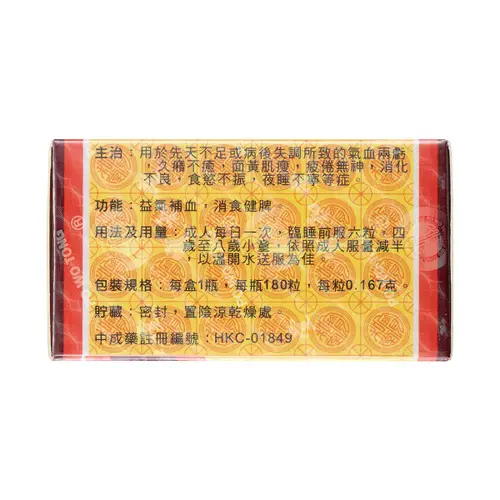 主治：用於先天不足或病後失調所致的氣血兩虧
，久癆不癒，面黃肌瘦，疲倦無神，消化
不良，食慾不振，夜睡不寧等症。
功能：益氣補血，消食健脾
用法及用量：成人每日一次，臨睡前服六粒，四
歲至八歲小童，依照成人服量減半
，以溫開水送服為佳。
包裝規格：每盒1瓶，每瓶180粒，每粒0.167克。
貯藏：密封，置陰涼乾燥處。
中成藥註冊編號：HKC-01849
WO TONG